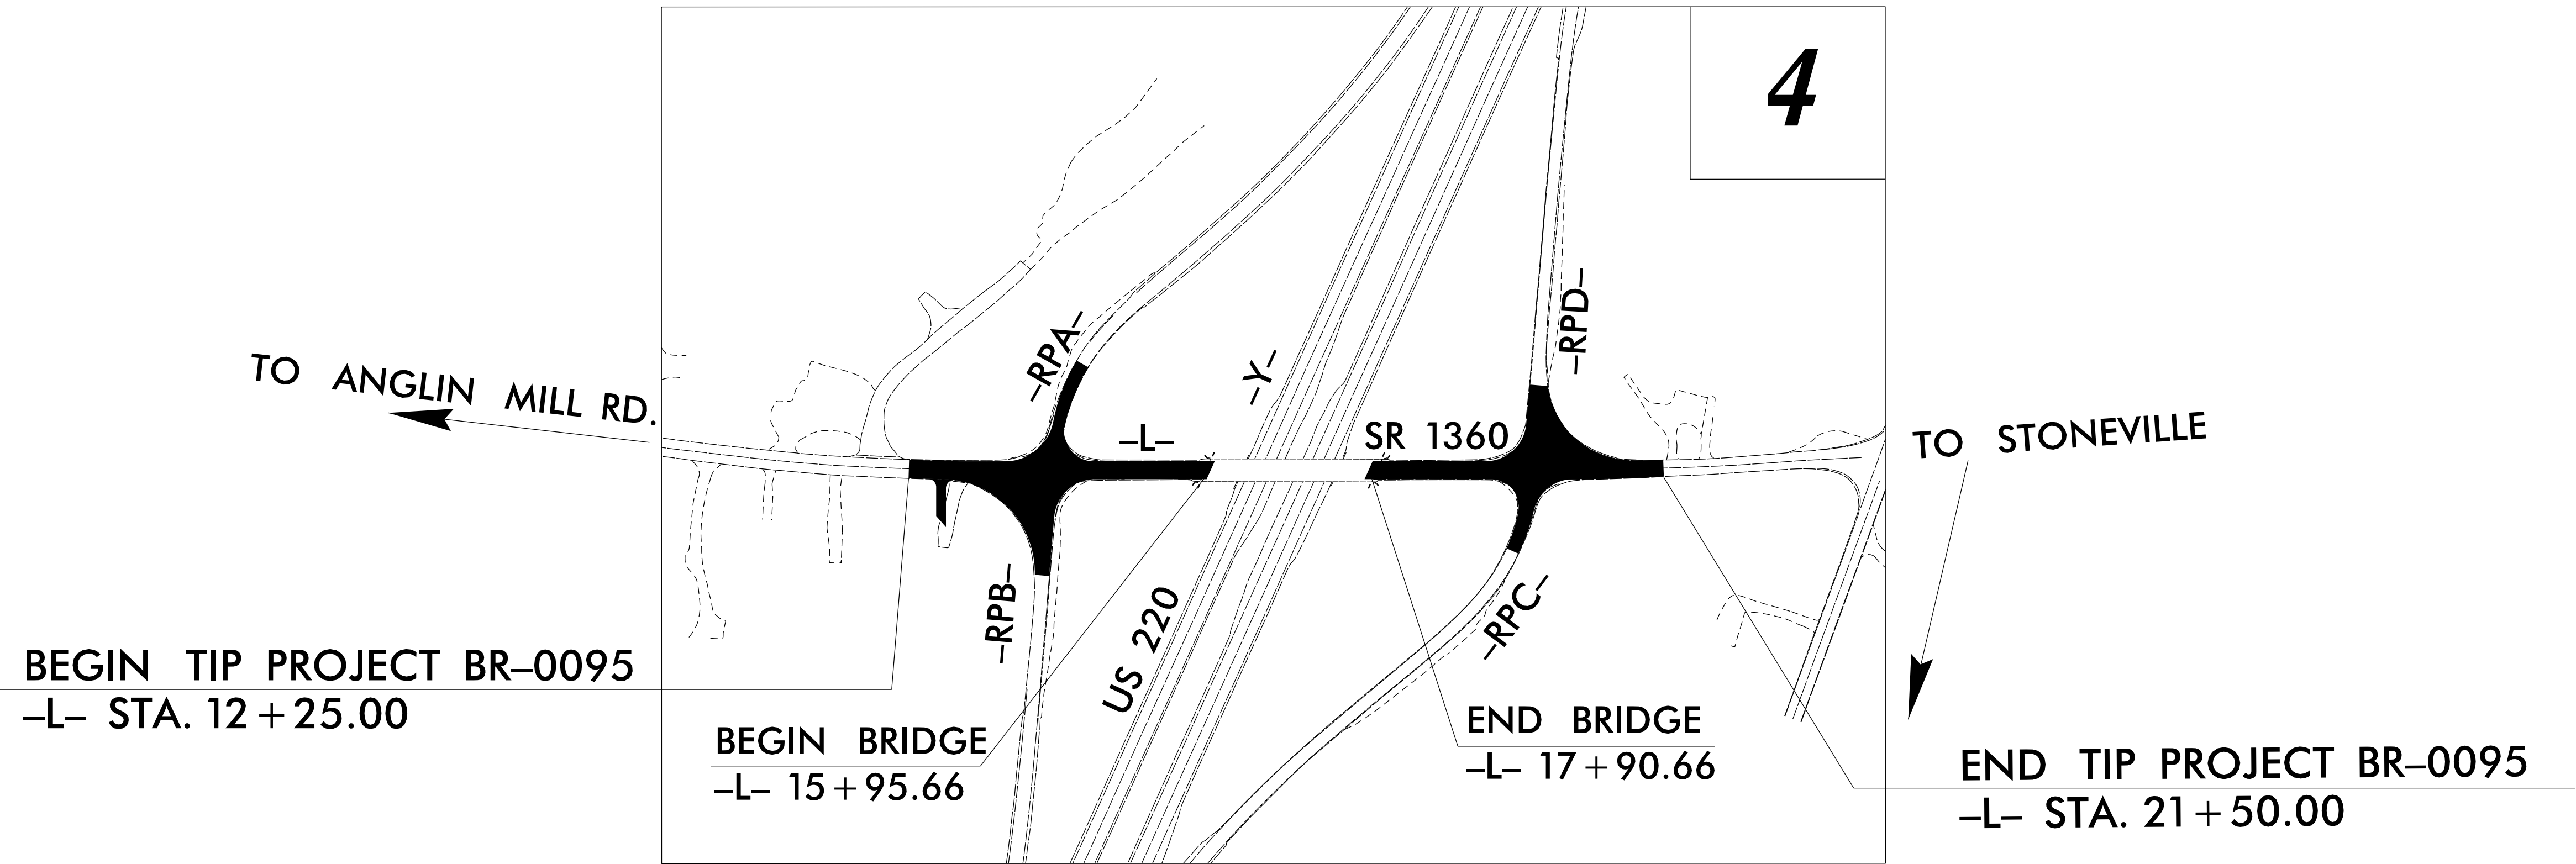 4
TO ANGLIN MILL RD.
–RPA–
–Y–
–RPD–
–L–
SR 1360
TO STONEVILLE
–RPB–
US 220
–RPC–
BEGIN TIP PROJECT BR–0095
–L– STA. 12+25.00
BEGIN BRIDGE
–L– 15+95.66
END BRIDGE
–L– 17+90.66
END TIP PROJECT BR–0095
–L– STA. 21+50.00